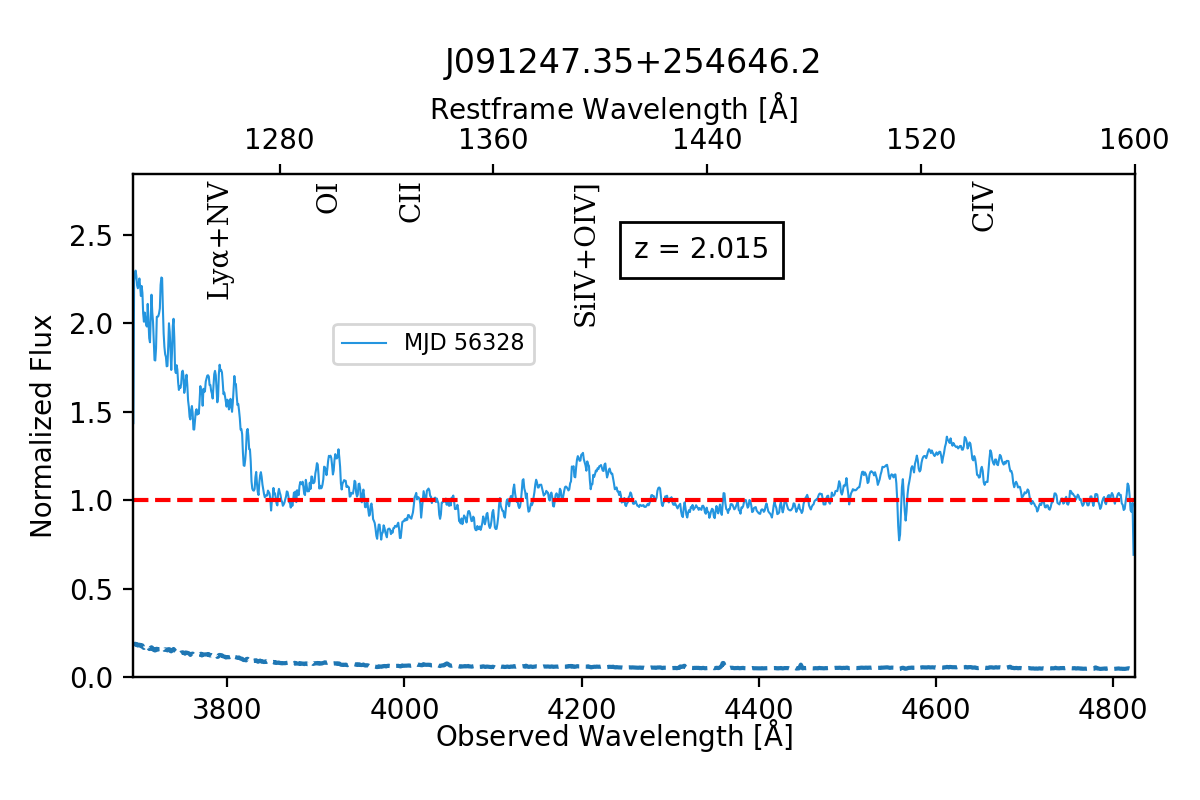 J091247.35+254646.2
Restframe Wavelength [Å]
1280 1360 1440 1520 1600
Lyα+NV
OI
CII
SiIV+OIV]
CIV
z = 2.015
MJD 56328
Normalized Flux
2.5
2.0
1.5
1.0
0.5
0.0
3800 4000 4200 4400 4600 4800
Observed Wavelength [Å]